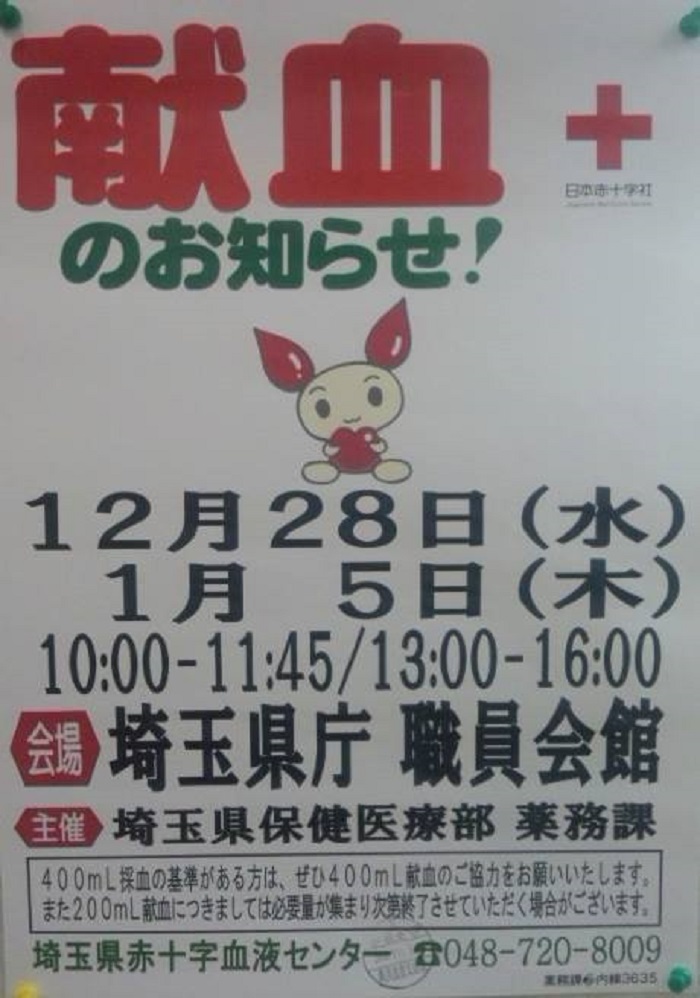 献血
日本赤十字社
のお知らせ!
12月28日(水)
1月 5日(木)
10:00-11:45/13:00-16:00
会場 埼玉県庁 職員会館
主催 埼玉県保健医療部 薬務課
400mL採血の基準がある方は、ぜひ400mL献血のご協力をお願いいたします。
また200mL献血につきましては必要量が集まり次第終了させていただく場合がございます。
埼玉県赤十字血液センター ☎048-720-8009